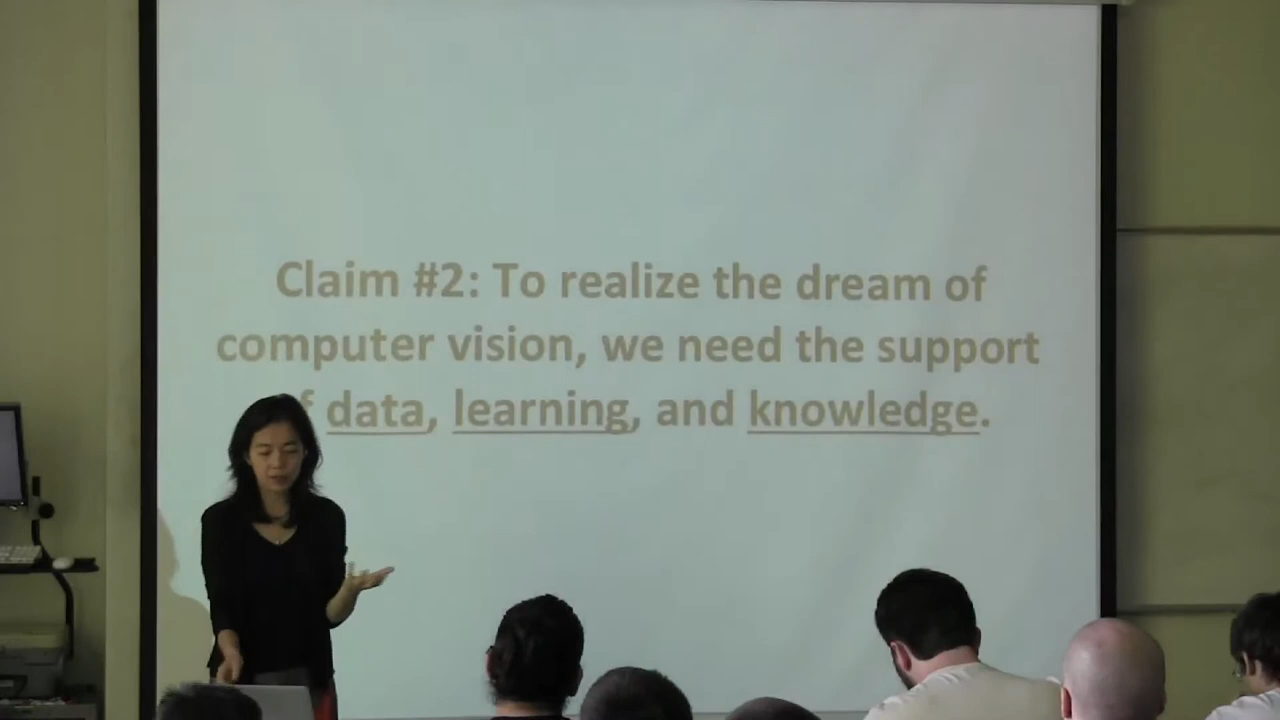 Claim #2: To realize the dream of
computer vision, we need the support
data, learning, and knowledge.